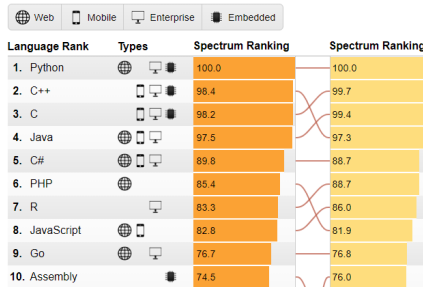 Web Mobile Enterprise Embedded
Language Rank Types Spectrum Ranking Spectrum Ranking
1. Python 100.0 100.0
2. C++ 98.4 99.7
3. C 98.2 99.4
4. Java 97.5 97.3
5. C# 89.8 88.7
6. PHP 85.4 88.7
7. R 83.3 86.0
8. JavaScript 82.8 81.9
9. Go 76.7 76.8
10. Assembly 74.5 76.0